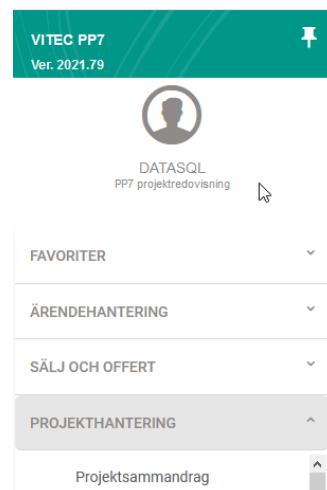 VITEC PP7
Ver. 2021.79
DATASQL
PP7 projektredovisning
FAVORITER
ÄRENDEHANTERING
SÄLJ OCH OFFERT
PROJEKTHANTERING
Projektsammandrag